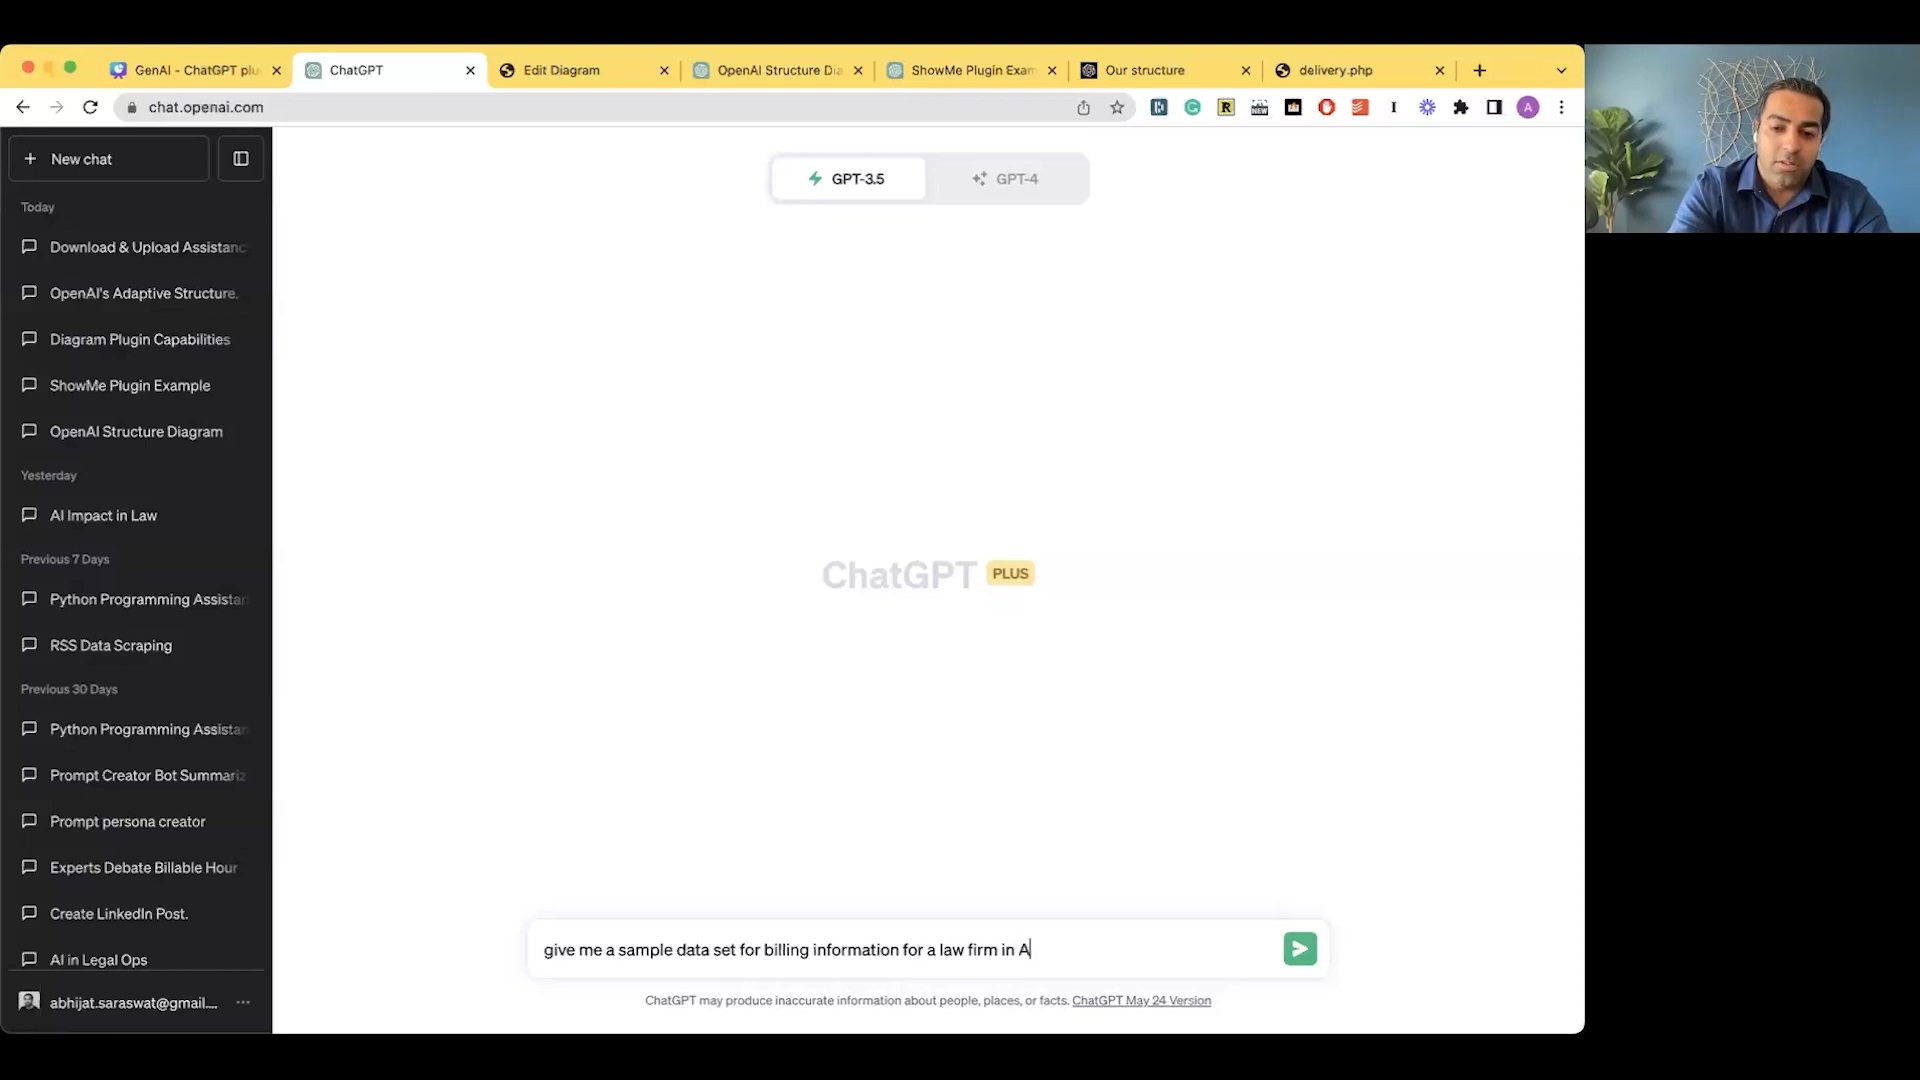 GenAI - ChatGPT plu
ChatGPT
Edit Diagram
OpenAI Structure Dia
ShowMe Plugin Exam
Our structure
delivery.php
chat.openai.com
R
NEW
I
A
New chat
GPT-3.5
GPT-4
Today
Download & Upload Assistanc
OpenAI's Adaptive Structure.
Diagram Plugin Capabilities
ShowMe Plugin Example
OpenAI Structure Diagram
Yesterday
AI Impact in Law
Previous 7 Days
Python Programming Assistan
RSS Data Scraping
Previous 30 Days
Python Programming Assistan
Prompt Creator Bot Summariz
Prompt persona creator
Experts Debate Billable Hour
Create LinkedIn Post.
AI in Legal Ops
abhijat.saraswat@gmail....
ChatGPT PLUS
give me a sample data set for billing information for a law firm in A
ChatGPT may produce inaccurate information about people, places, or facts. ChatGPT May 24 Version